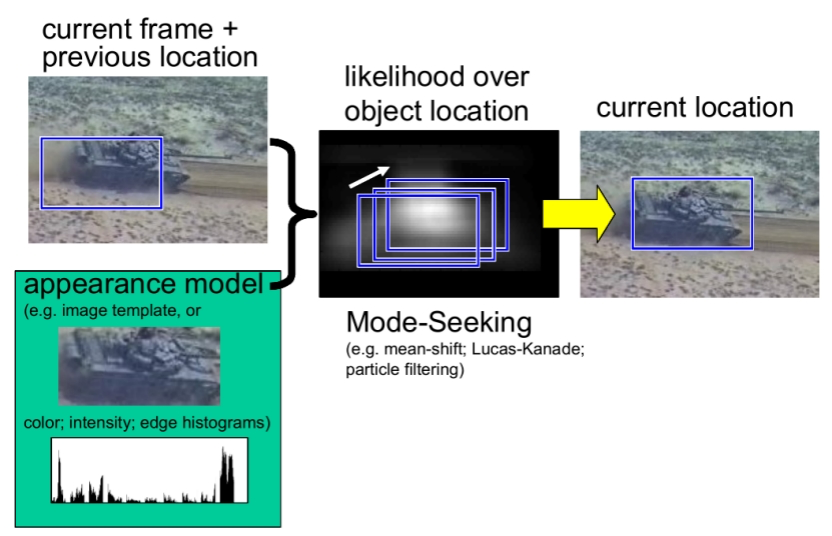 current frame +
previous location
likelihood over
object location
current location
appearance model
(e.g. image template, or
color; intensity; edge histograms)
Mode-Seeking
(e.g. mean-shift; Lucas-Kanade;
particle filtering)